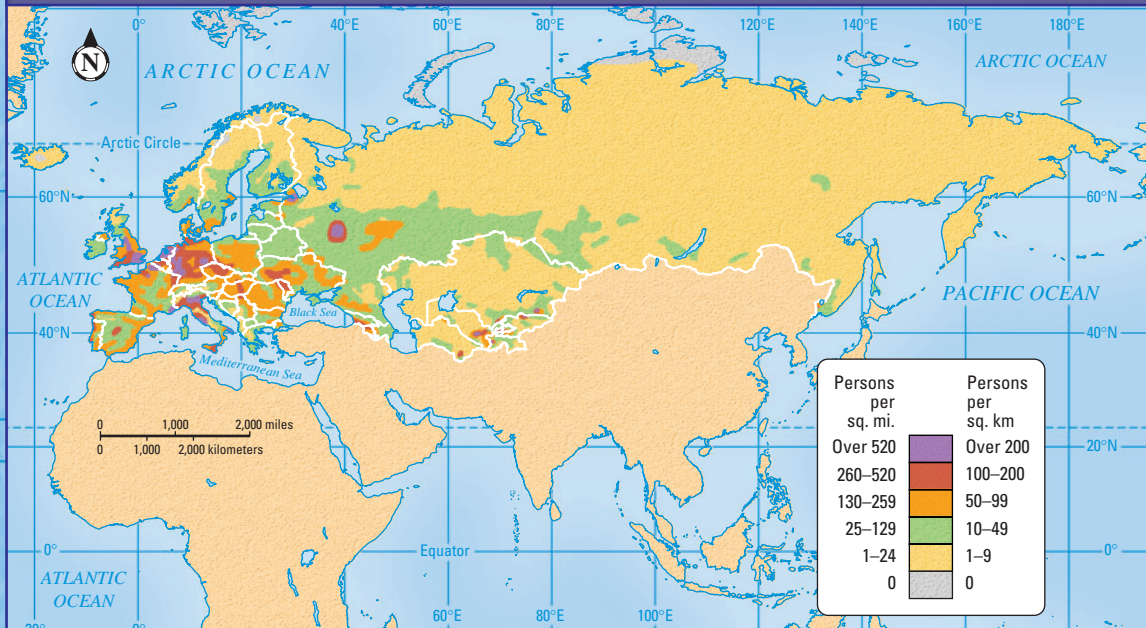 0°
40°E
60°E
80°E
100°E
120°E
140°E
160°E
180°E
N
ARCTIC OCEAN
ARCTIC OCEAN
Arctic Circle
60°N
60°N
ATLANTIC
OCEAN
PACIFIC OCEAN
Black Sea
40°N
40°N
Mediterranean Sea
0 1,000 2,000 miles
0 1,000 2,000 kilometers
Persons
per
sq. mi.
Persons
per
sq. km
Over 520 Over 200
260–520 100–200
130–259 50–99
25–129 10–49
1–24 1–9
0 0
20°N
0°
Equator
0°
ATLANTIC
OCEAN
20°
0°
60°E
80°E
100°E